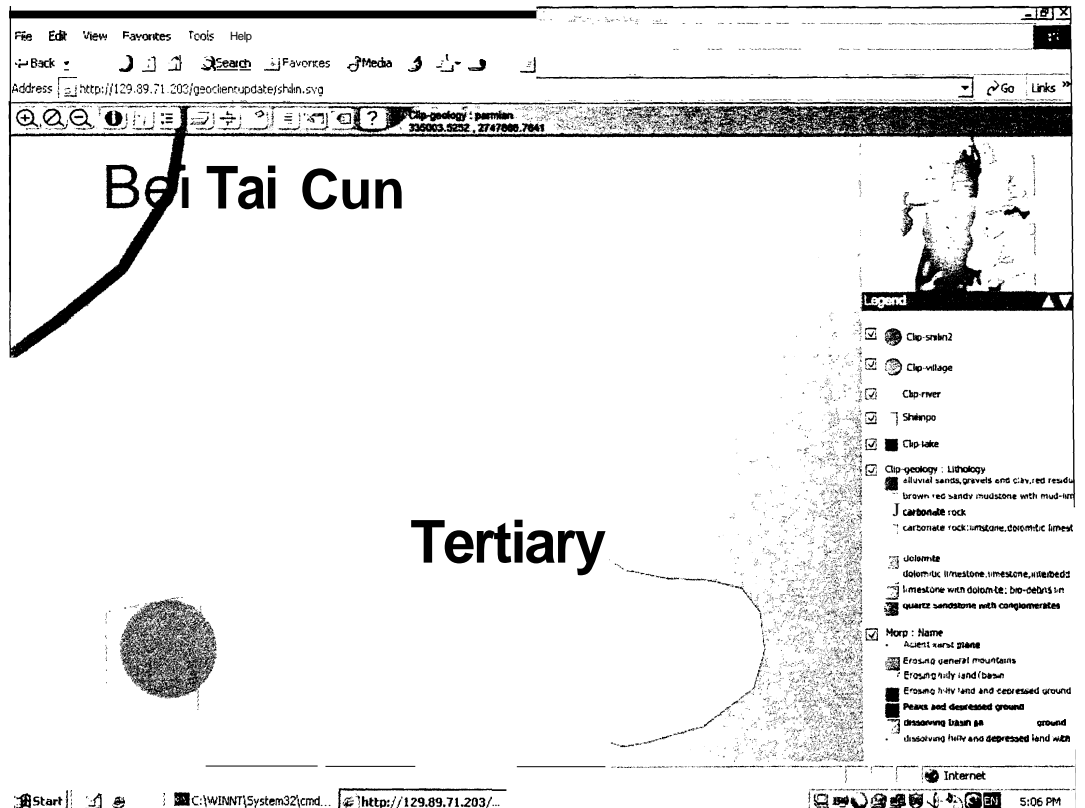 File Edit View Favorites Tools Help
Back Search Favorites Media
Address http://129.89.71.203/geoclientupdate/shilin.svg Go Links »
Clip-geology : permian
335003.5252 , 2747666.7641
Bei Tai Cun
Legend
Clip-shilin2
Clip-village
Clip-river
Shilinpo
Clip-lake
Clip-geology : Lithology
alluvial sands,gravels and clay,red residu
brown red sandy mudstone with mud-lim
carbonate rock
carbonate rock:limstone,dolomitic limest
Tertiary
dolomite
dolomitic limestone,limestone,interbedd
limestone with dolomite; bio-debris lin
quartz sandstone with conglomerates
Morp : Name
Acient karst plane
Erosing general mountains
Erosing hilly land (basin
Erosing hilly land and depressed ground
Peaks and depressed ground
dissolving basin an ground
dissolving hilly and depressed land with
Internet
Start C:\WINNT\System32\cmd... http://129.89.71.203/... EN 5:06 PM